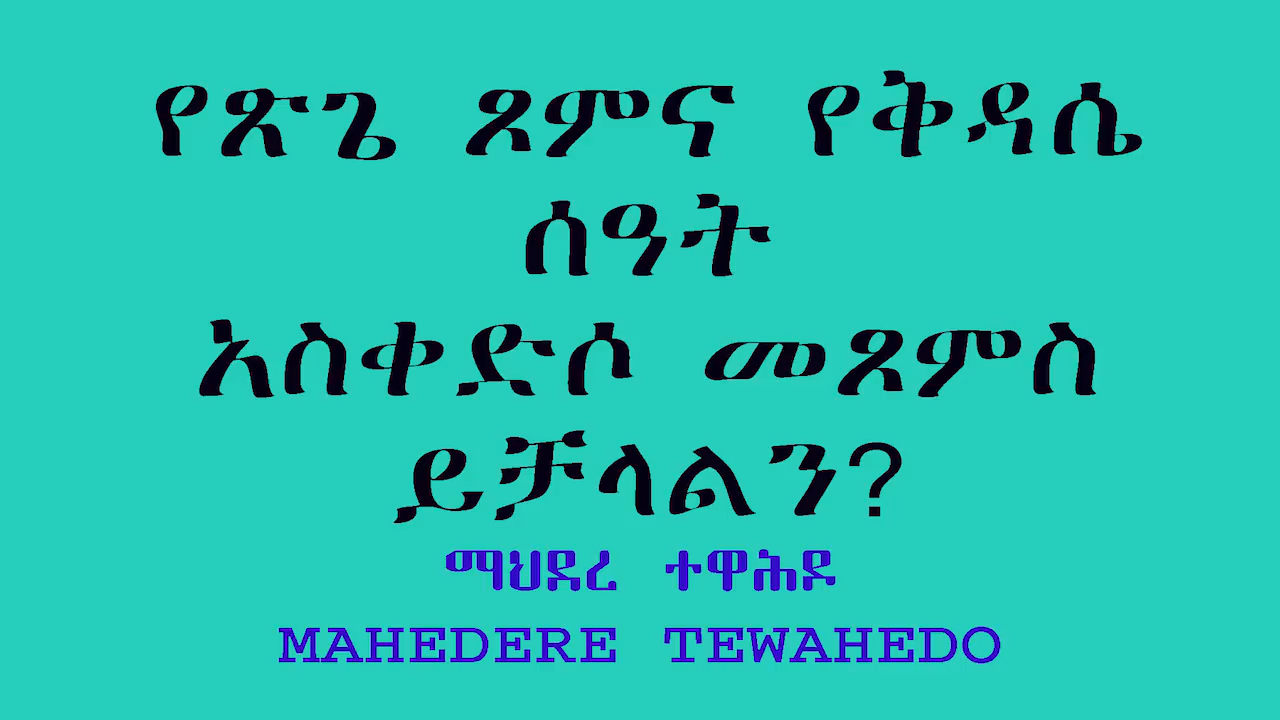 የጽጌ ጾምና የቅዳሴ
ሰዓት
አስቀድሶ መጾምስ
ይቻላልን?
ማህደረ ተዋሕዶ
MAHEDERE TEWAHEDO